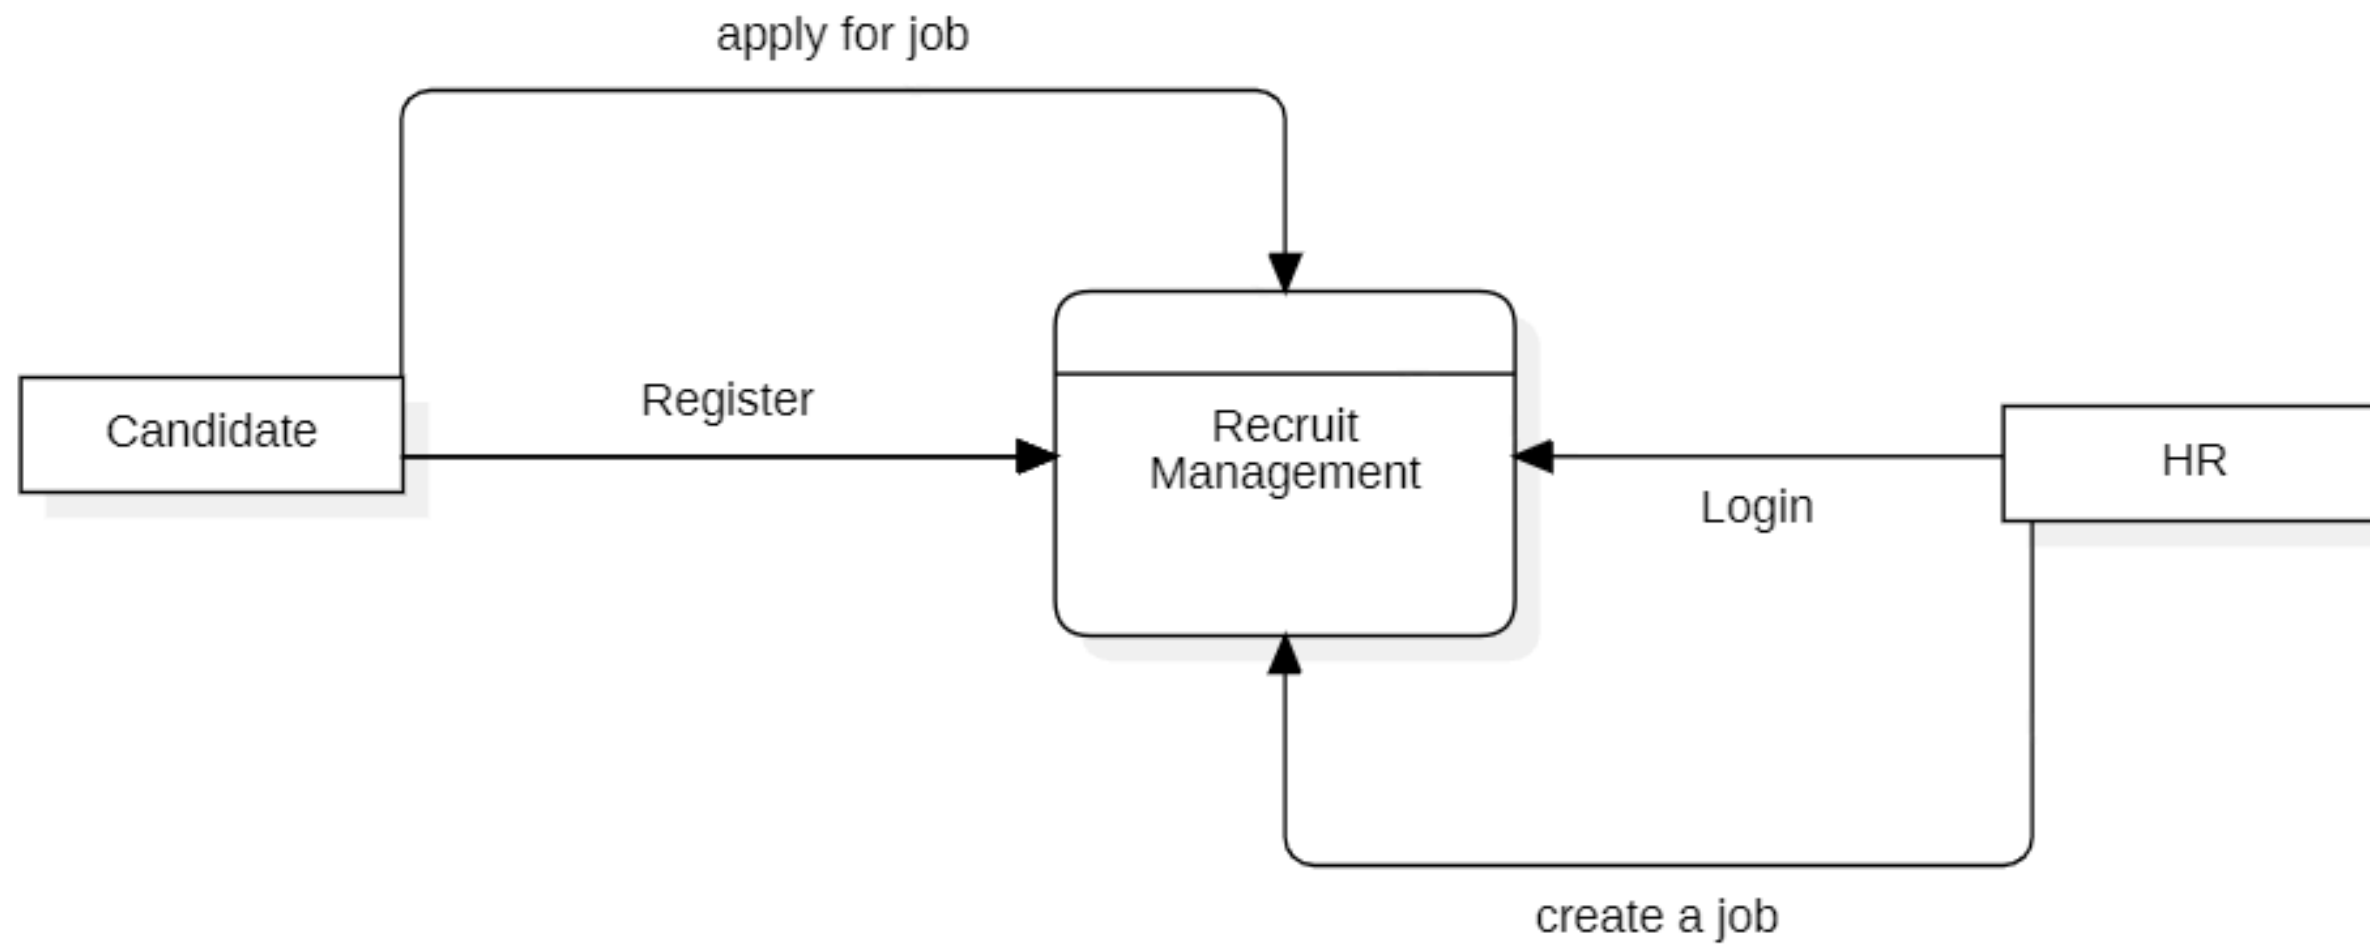 apply for job
Register
Candidate
Recruit
Management
HR
Login
create a job